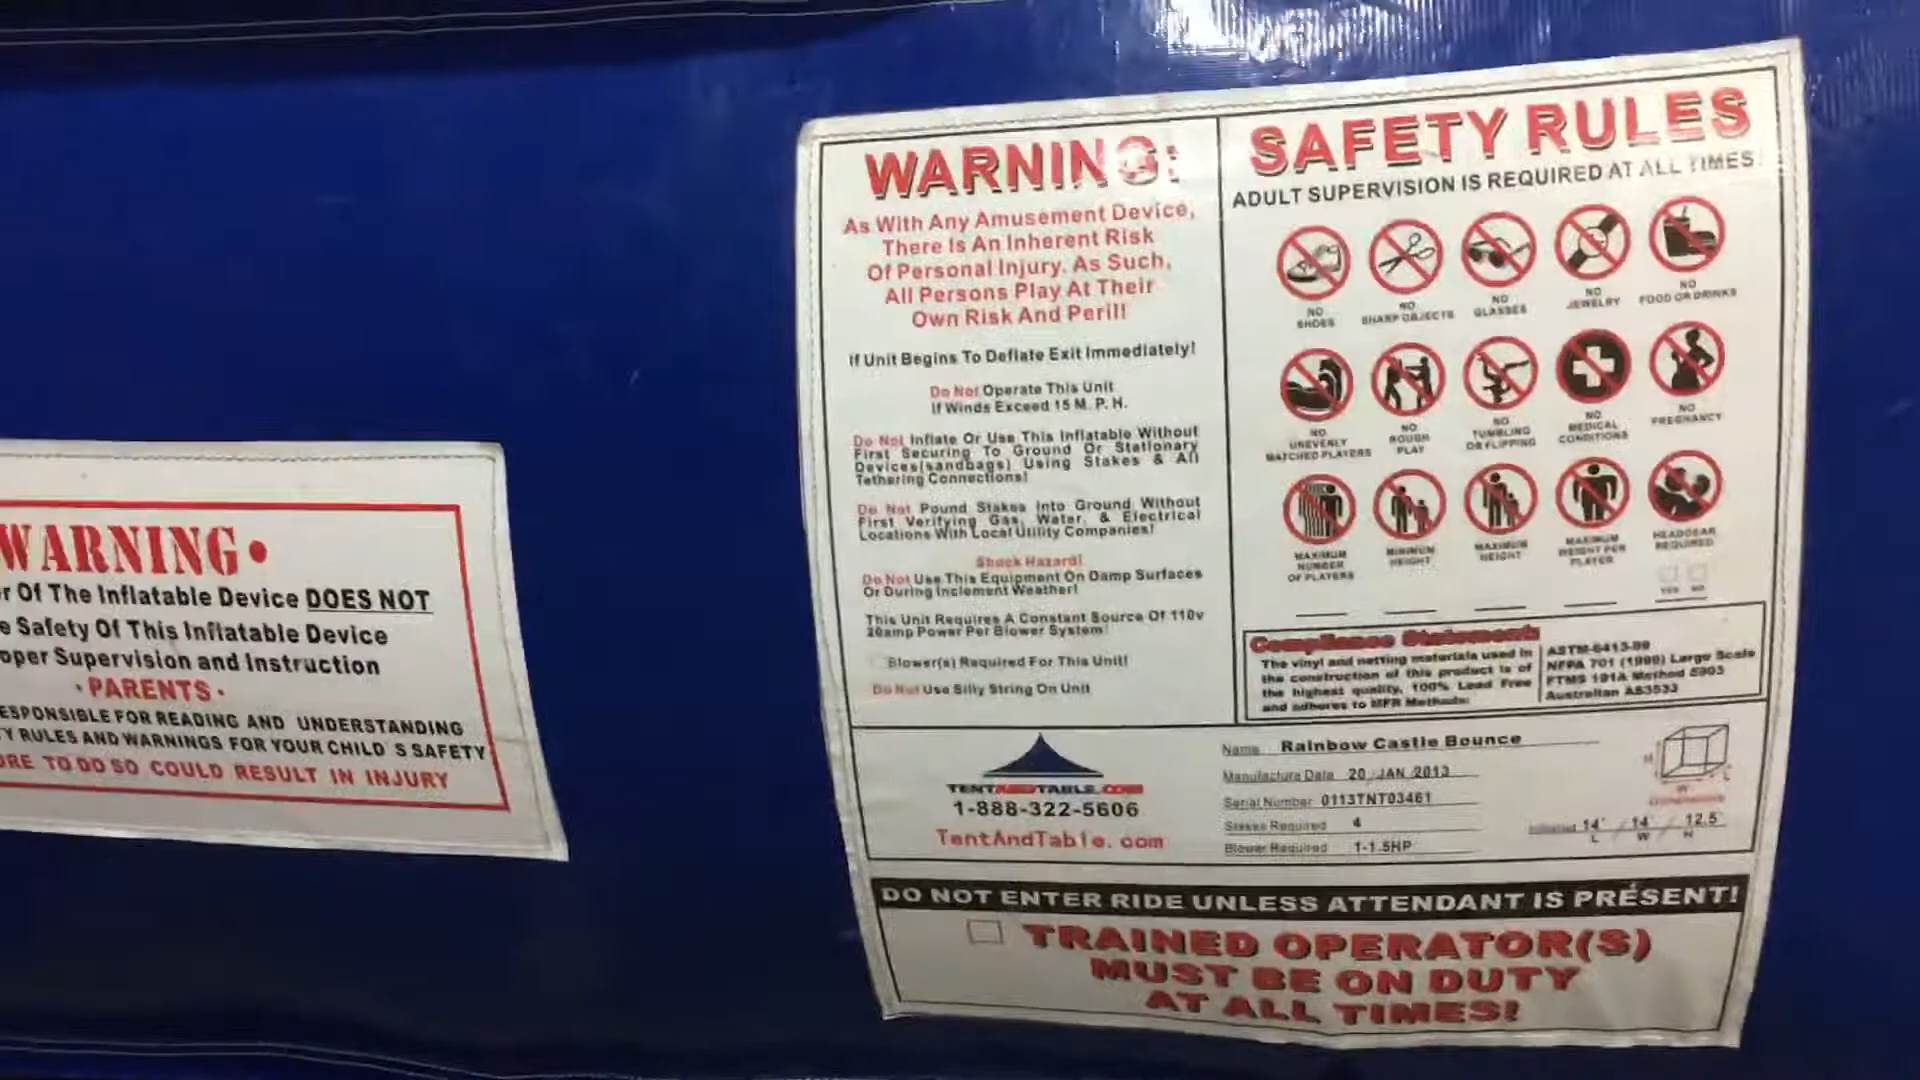 WARNING•
r Of The Inflatable Device DOES NOT
e Safety Of This Inflatable Device
oper Supervision and Instruction
• PARENTS •
ESPONSIBLE FOR READING AND UNDERSTANDING
Y RULES AND WARNINGS FOR YOUR CHILD S SAFETY
URE TO DO SO COULD RESULT IN INJURY
WARNING:
As With Any Amusement Device,
There Is An Inherent Risk
Of Personal Injury. As Such,
All Persons Play At Their
Own Risk And Peril!
If Unit Begins To Deflate Exit Immediately!
Do Not Operate This Unit
If Winds Exceed 15 M. P. H.
Do Not Inflate Or Use This Inflatable Without
First Securing To Ground Or Stationary
Devices(sandbags) Using Stakes & All
Tethering Connections!
Do Not Pound Stakes Into Ground Without
First Verifying Gas, Water, & Electrical
Locations With Local Utility Companies!
Shock Hazard!
Do Not Use This Equipment On Damp Surfaces
Or During Inclement Weather!
This Unit Requires A Constant Source Of 110v
20amp Power Per Blower System!
Blower(s) Required For This Unit!
Do Not Use Silly String On Unit
SAFETY RULES
ADULT SUPERVISION IS REQUIRED AT ALL TIMES
NO
SHOES
NO
SHARP OBJECTS
NO
GLASSES
NO
JEWELRY
NO
FOOD OR DRINKS
NO
UNEVENLY
MATCHED PLAYERS
NO
ROUGH
PLAY
NO
TUMBLING
OR FLIPPING
NO
MEDICAL
CONDITIONS
NO
PREGNANCY
MAXIMUM
NUMBER
OF PLAYERS
MINIMUM
HEIGHT
MAXIMUM
HEIGHT
MAXIMUM
WEIGHT PER
PLAYER
HEADGEAR
REQUIRED
YES NO
Compliance Statement:
The vinyl and netting materials used in
the construction of this product is of
the highest quality, 100% Lead Free
and adheres to MFR Methods:
ASTM-6413-99
NFPA 701 (1999) Large Scale
FTMS 191A Method 5903
Australian AS3533
TENTANDTABLE.COM
1-888-322-5606
TentAndTable.com
Name Rainbow Castle Bounce
Manufacture Date 20 JAN 2013
Serial Number 0113TNT03461
Stakes Required 4
Blower Required 1-1.5HP
H
W
L
Dimensions
Inflated 14' / 14' / 12.5'
L W H
DO NOT ENTER RIDE UNLESS ATTENDANT IS PRESENT!
TRAINED OPERATOR(S)
MUST BE ON DUTY
AT ALL TIMES!